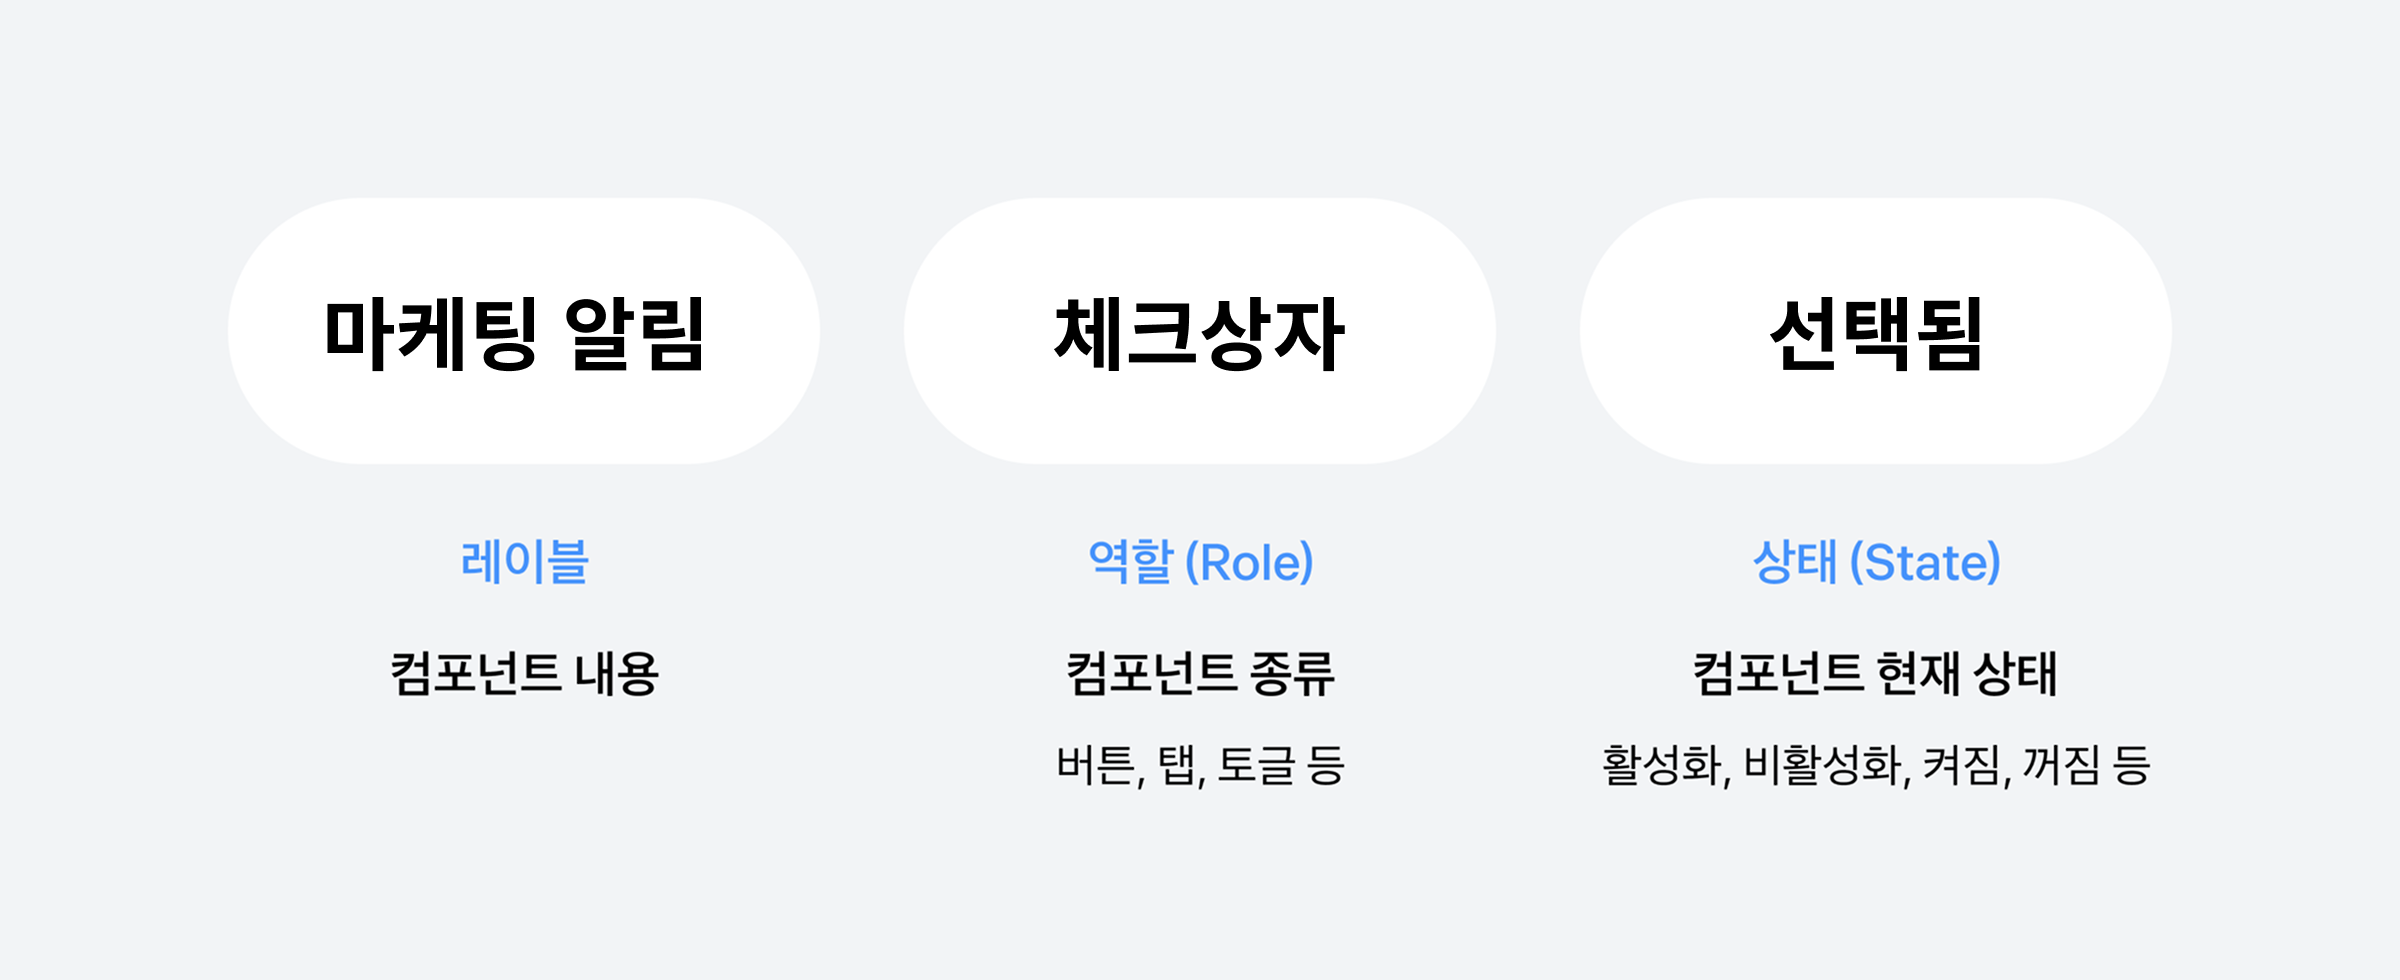 마케팅 알림
체크상자
선택됨
레이블
역할 (Role)
상태 (State)
컴포넌트 내용
컴포넌트 종류
컴포넌트 현재 상태
버튼, 탭, 토글 등
활성화, 비활성화, 켜짐, 꺼짐 등